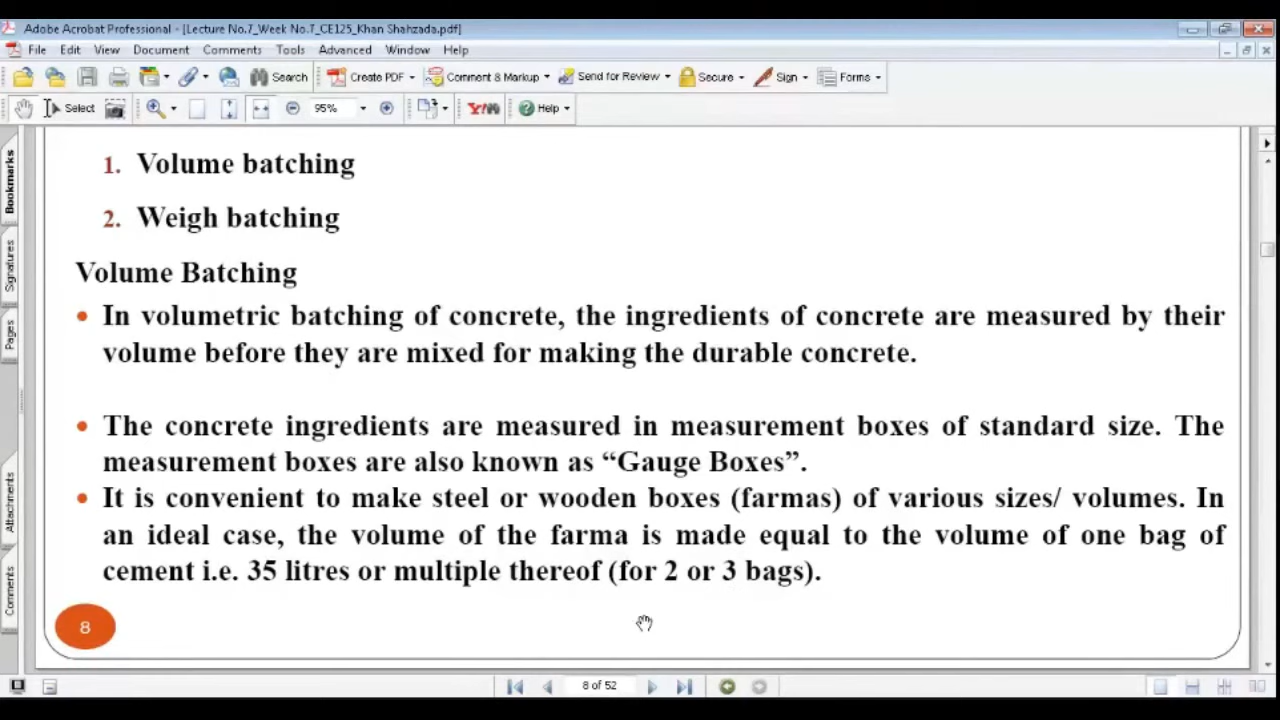 Adobe Acrobat Professional - [Lecture No.7_Week No.7_CE125_Khan Shahzada.pdf]
File Edit View Document Comments Tools Advanced Window Help
Search Create PDF Comment & Markup Send for Review Secure Sign Forms
Select 95% Y! Help
Bookmarks
Signatures
Pages
Attachments
Comments
1. Volume batching
2. Weigh batching
Volume Batching
• In volumetric batching of concrete, the ingredients of concrete are measured by their
volume before they are mixed for making the durable concrete.
• The concrete ingredients are measured in measurement boxes of standard size. The
measurement boxes are also known as “Gauge Boxes”.
• It is convenient to make steel or wooden boxes (farmas) of various sizes/ volumes. In
an ideal case, the volume of the farma is made equal to the volume of one bag of
cement i.e. 35 litres or multiple thereof (for 2 or 3 bags).
8
8 of 52